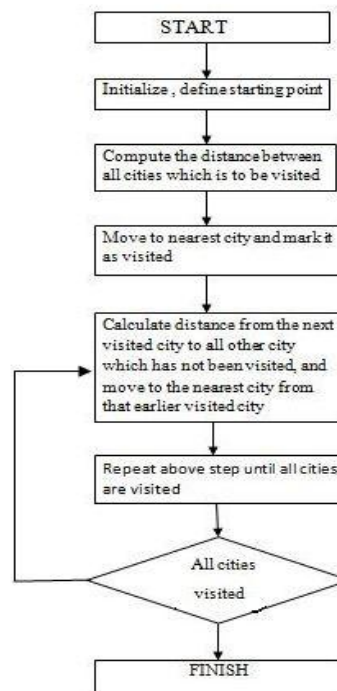 START
Initialize , define starting point
Compute the distance between
all cities which is to be visited
Move to nearest city and mark it
as visited
Calculate distance from the next
visited city to all other city
which has not been visited, and
move to the nearest city from
that earlier visited city
Repeat above step until all cities
are visited
All cities
visited
FINISH